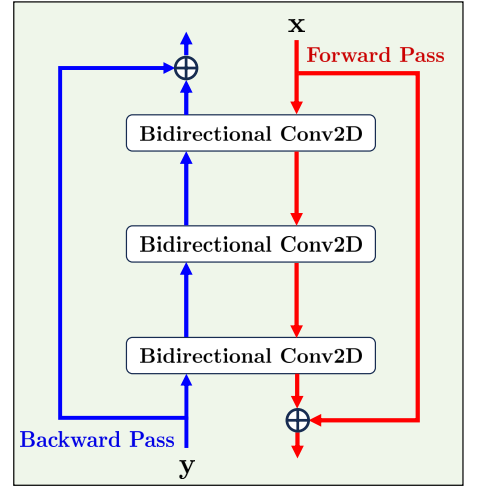 x
Forward Pass
Bidirectional Conv2D
Bidirectional Conv2D
Bidirectional Conv2D
Backward Pass
y